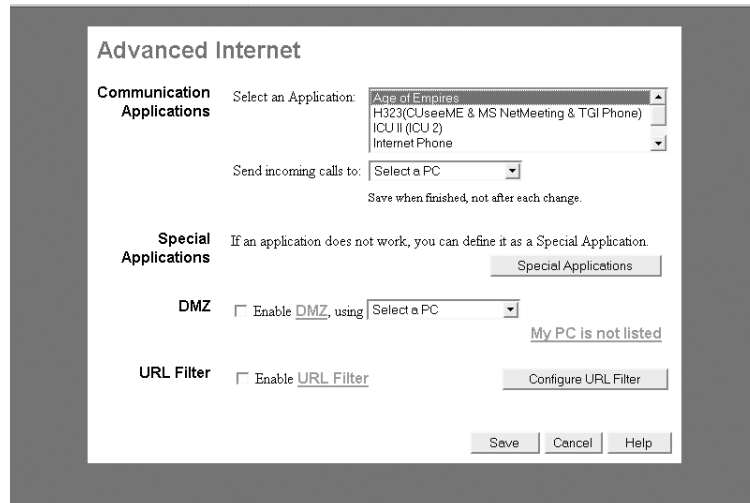 Advanced Internet
Communication Applications
Select an Application:
Age of Empires
H323(CUseeME & MS NetMeeting & TGI Phone)
ICU II (ICU 2)
Internet Phone
Send incoming calls to: Select a PC
Save when finished, not after each change.
Special Applications
If an application does not work, you can define it as a Special Application.
Special Applications
DMZ
Enable DMZ, using Select a PC
My PC is not listed
URL Filter
Enable URL Filter
Configure URL Filter
Save Cancel Help